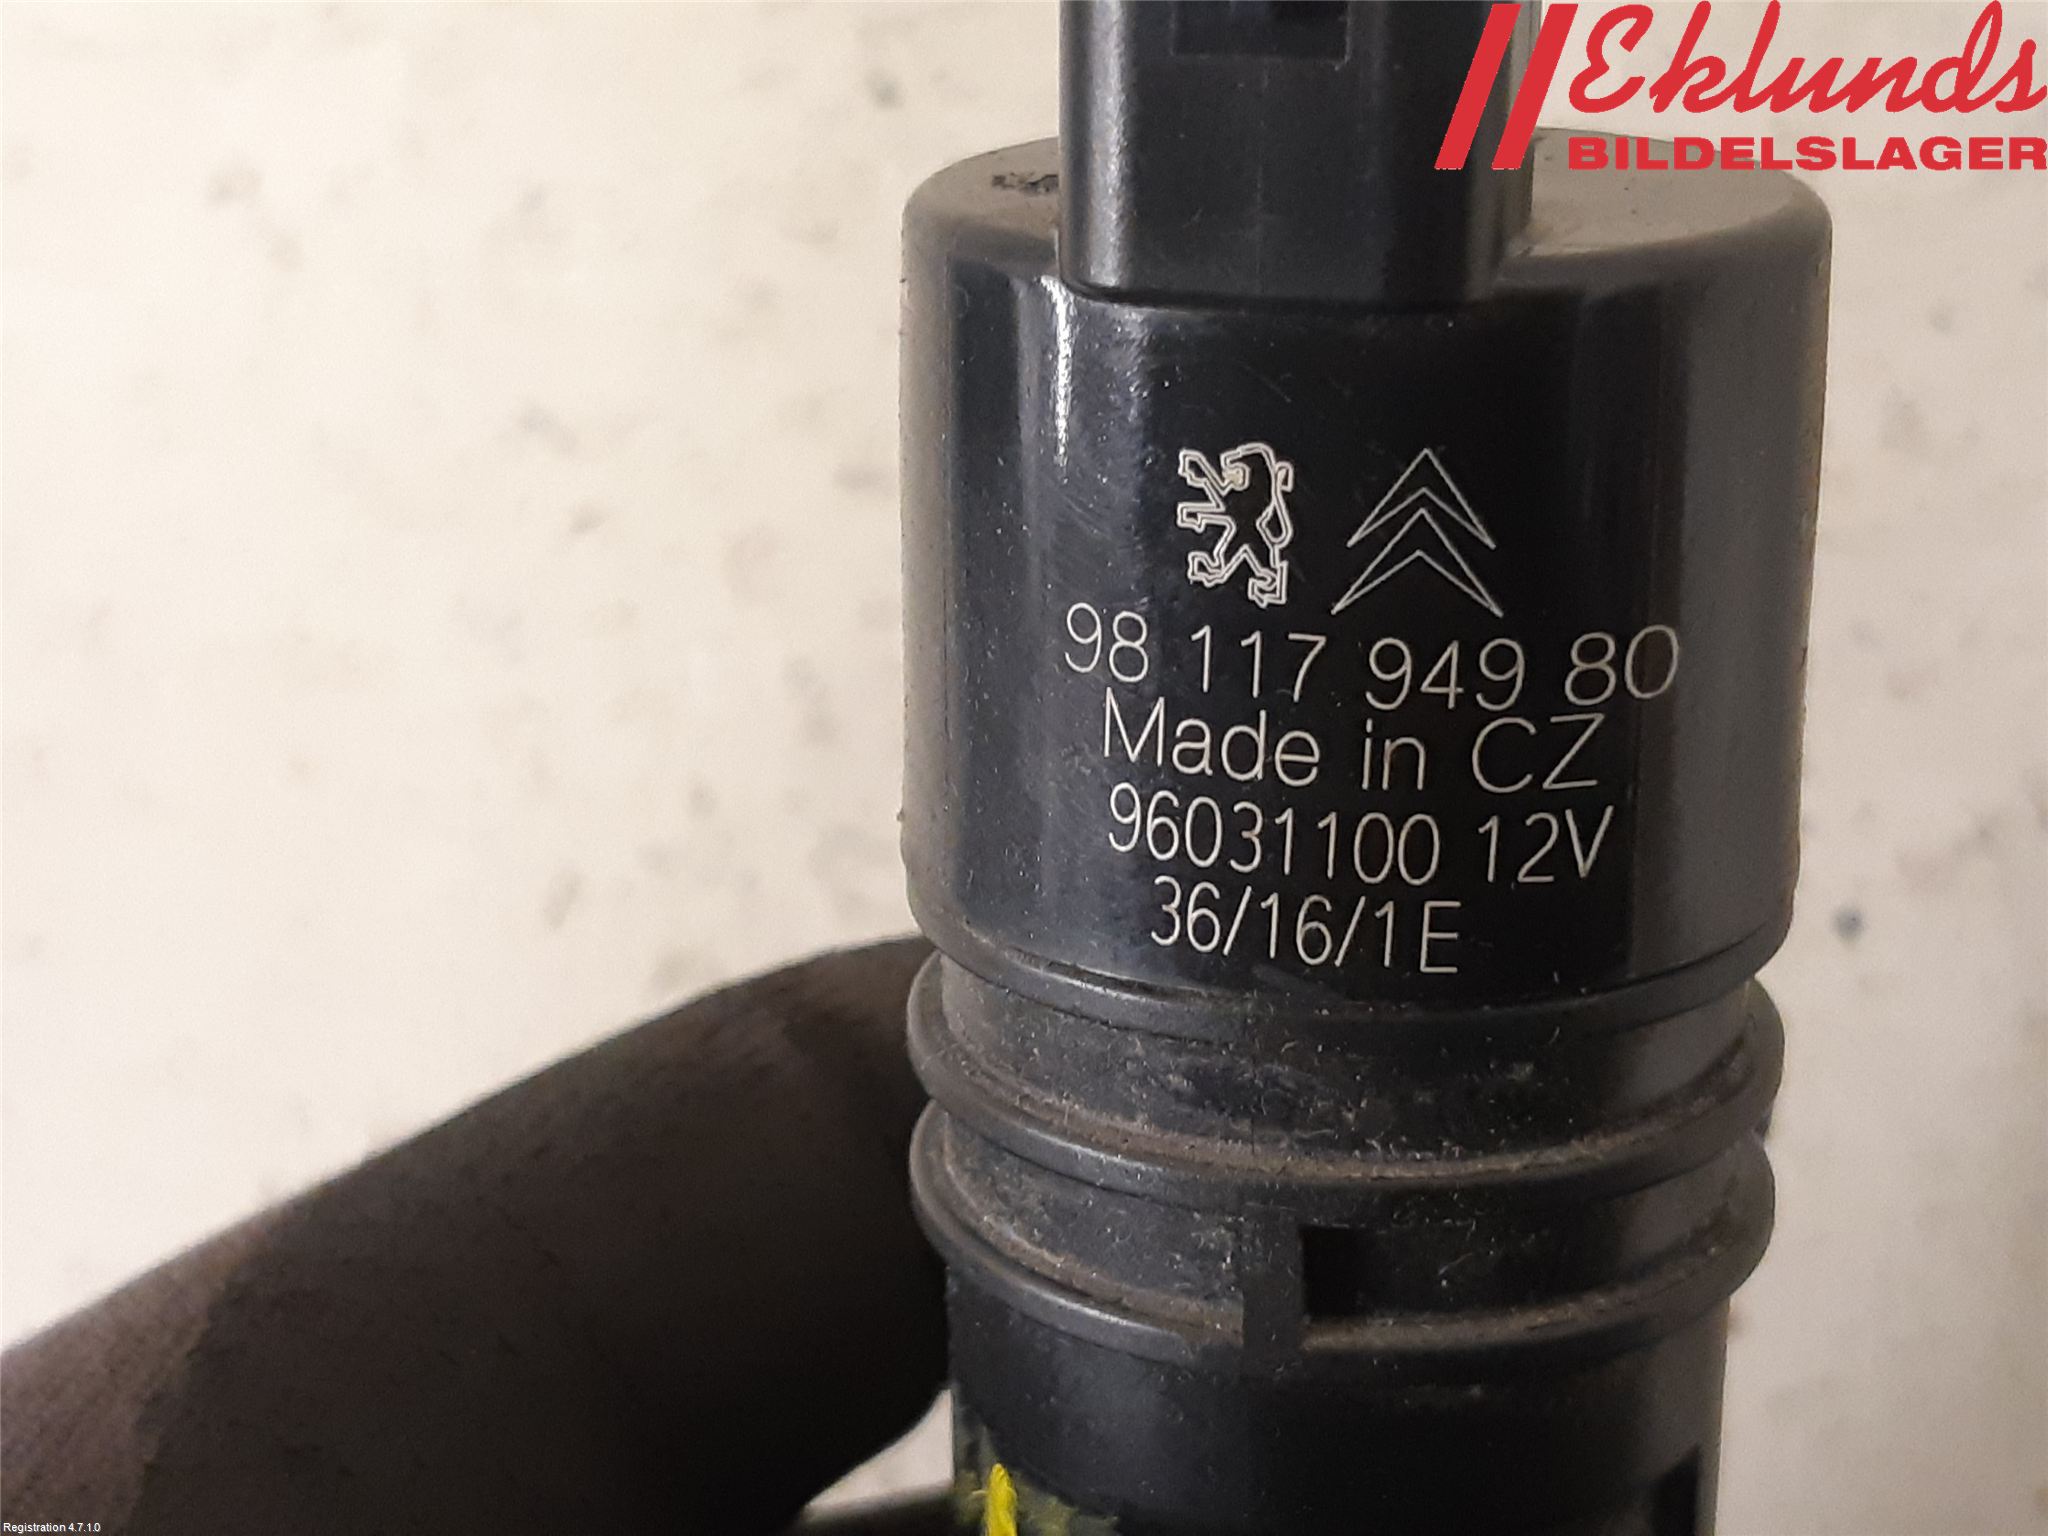 Eklunds
BILDELSLAGER
98 117 949 80
Made in CZ
96031100 12V
36/16/1E
Registration 4.7.1.0